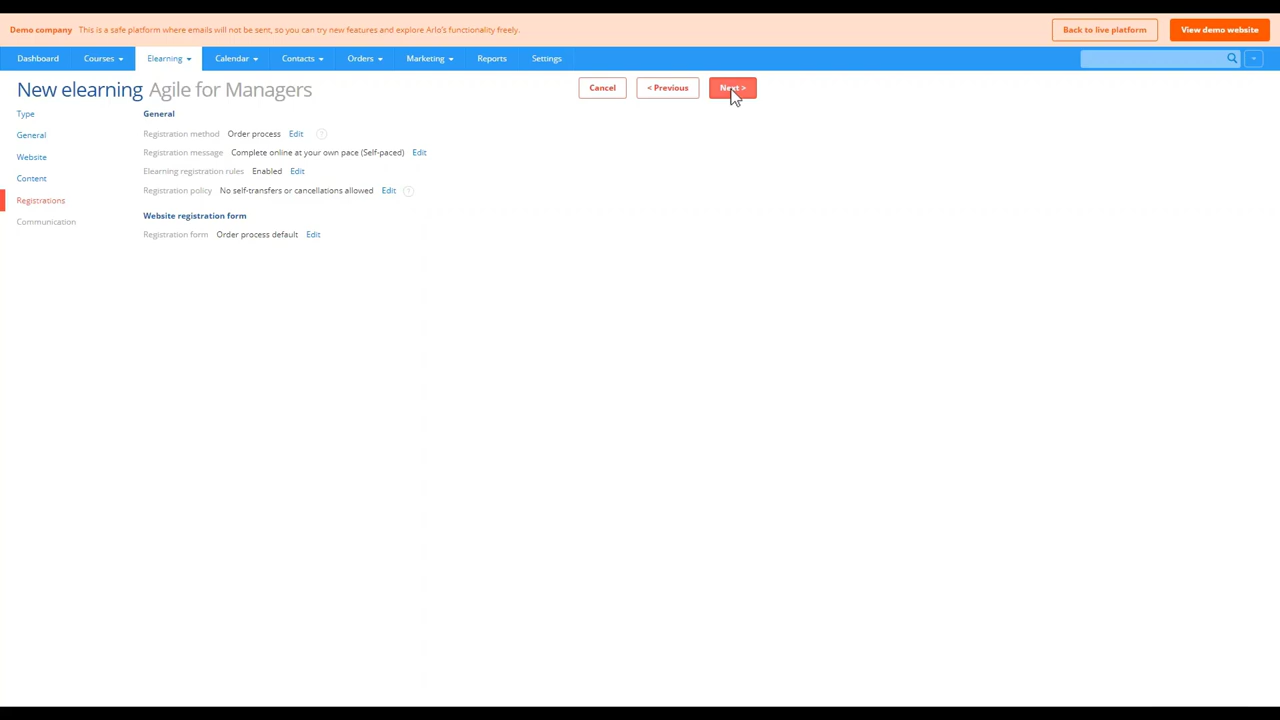 Demo company This is a safe platform where emails will not be sent, so you can try new features and explore Arlo's functionality freely.
Back to live platform
View demo website
Dashboard Courses Elearning Calendar Contacts Orders Marketing Reports Settings
New elearning Agile for Managers
Cancel
< Previous
Next >
Type
General
Website
Content
Registrations
Communication
General
Registration method Order process Edit ?
Registration message Complete online at your own pace (Self-paced) Edit
Elearning registration rules Enabled Edit
Registration policy No self-transfers or cancellations allowed Edit ?
Website registration form
Registration form Order process default Edit